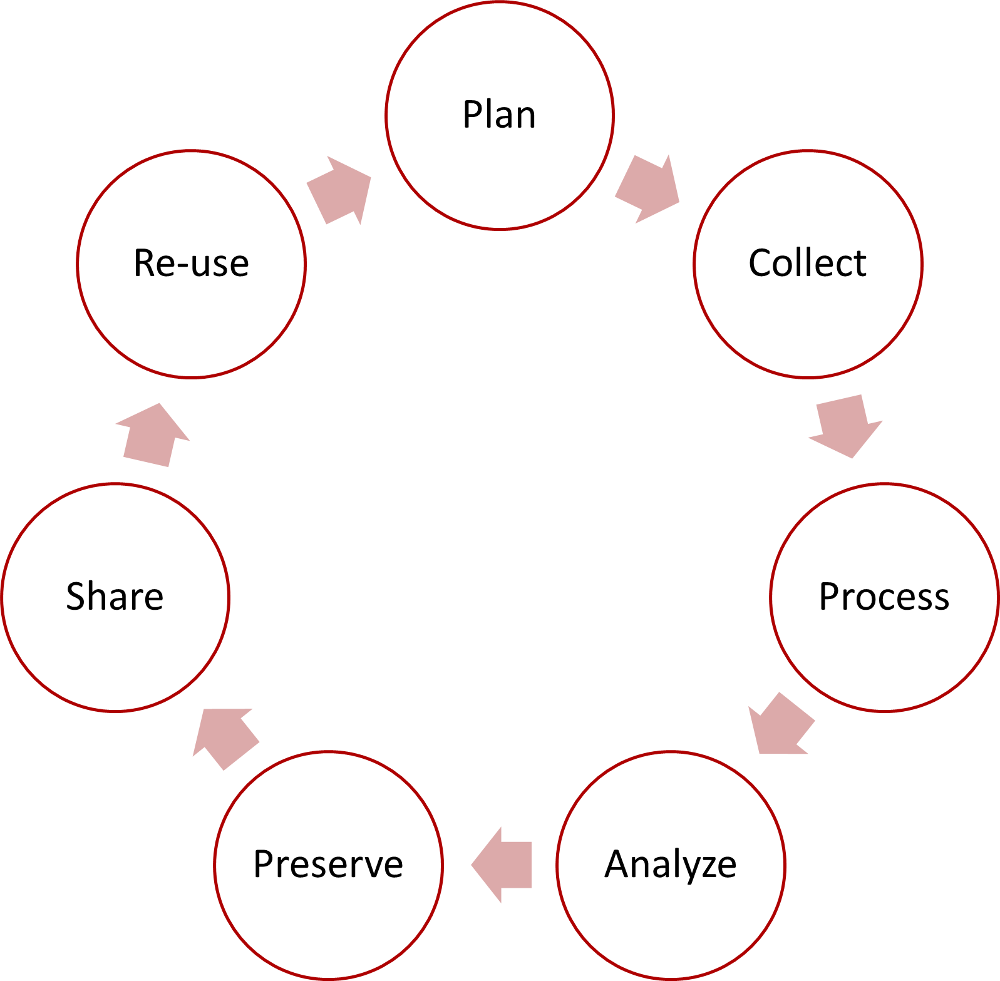 Plan
Collect
Process
Analyze
Preserve
Share
Re-use